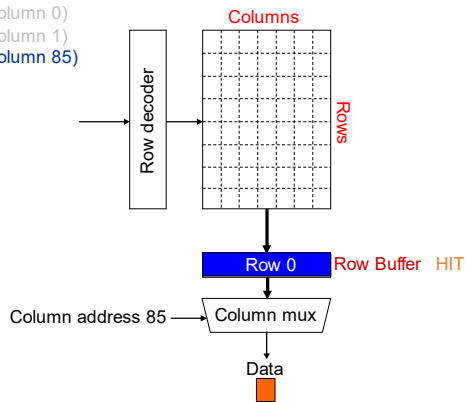 olumn 0)
olumn 1)
olumn 85)
Columns
Row decoder
Rows
Row 0
Row Buffer HIT
Column address 85
Column mux
Data